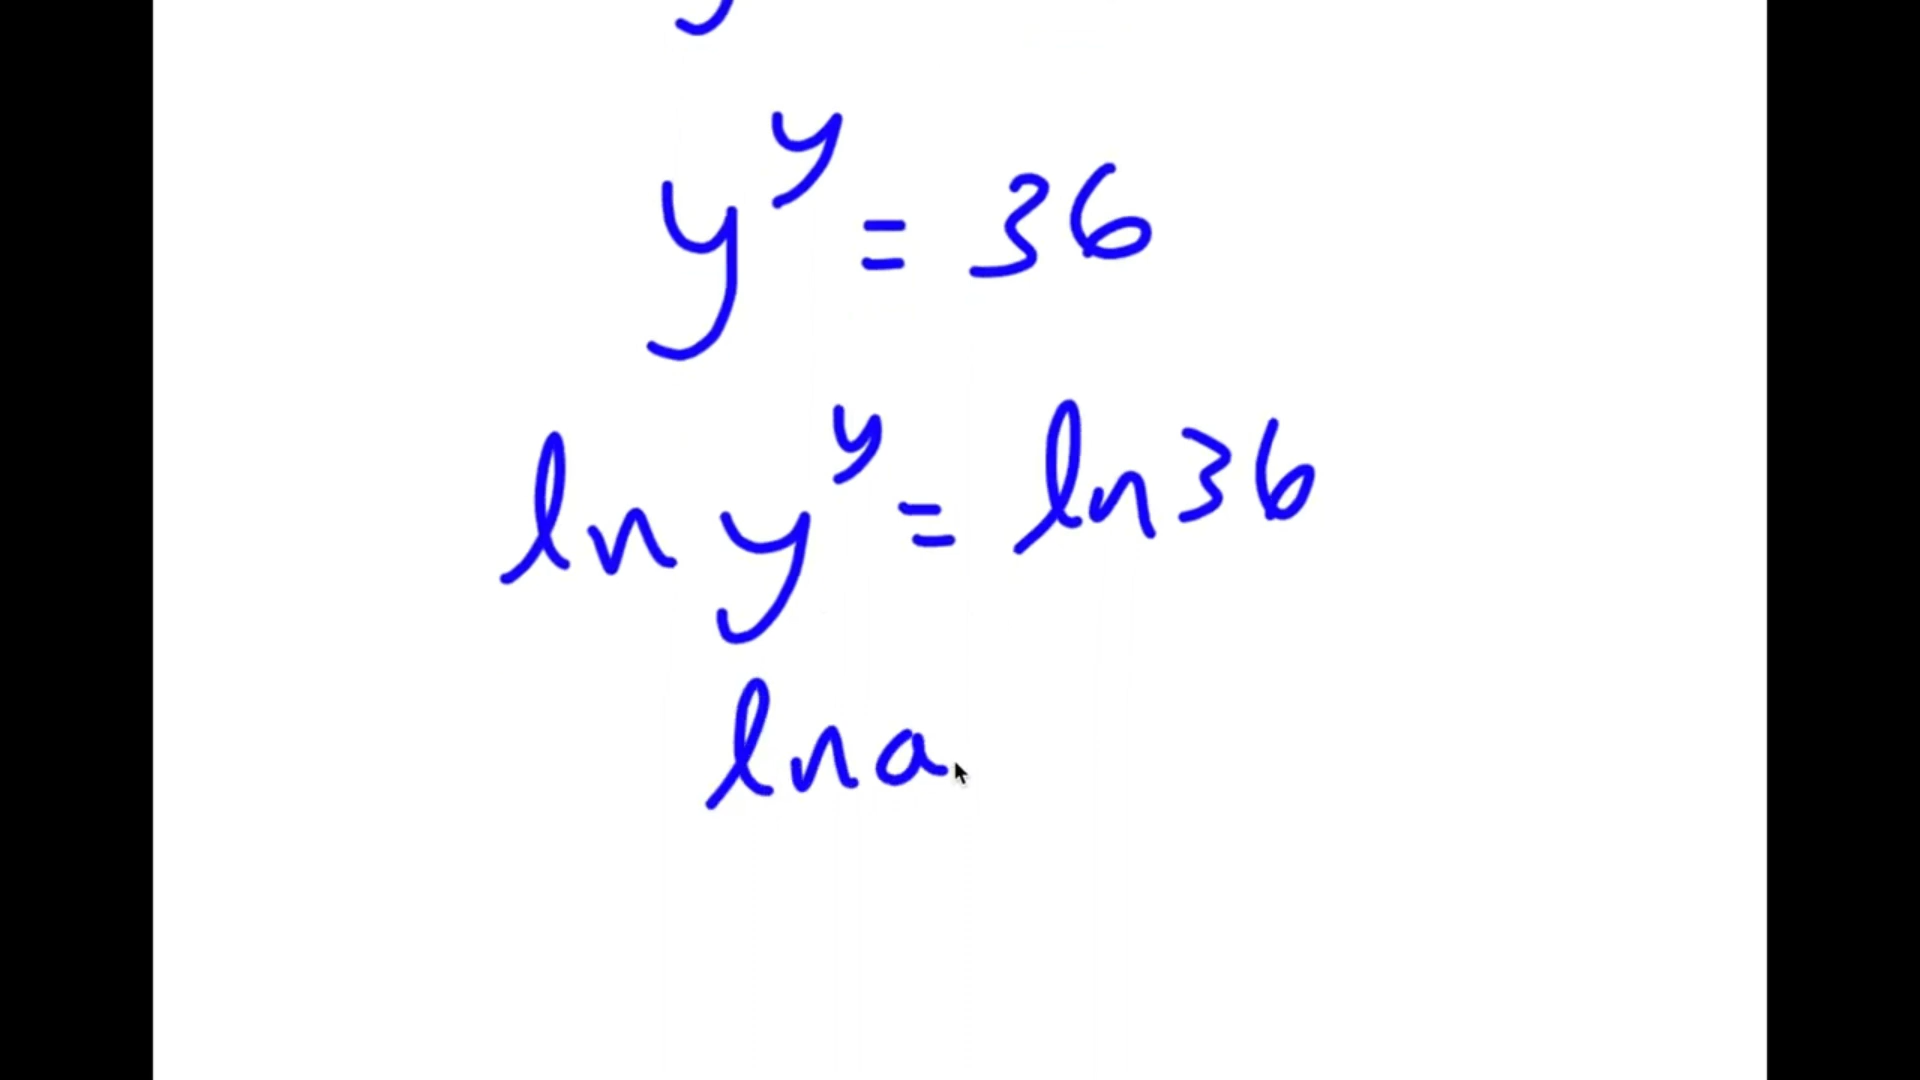 y^y = 36
ln y^y = ln 36
ln a